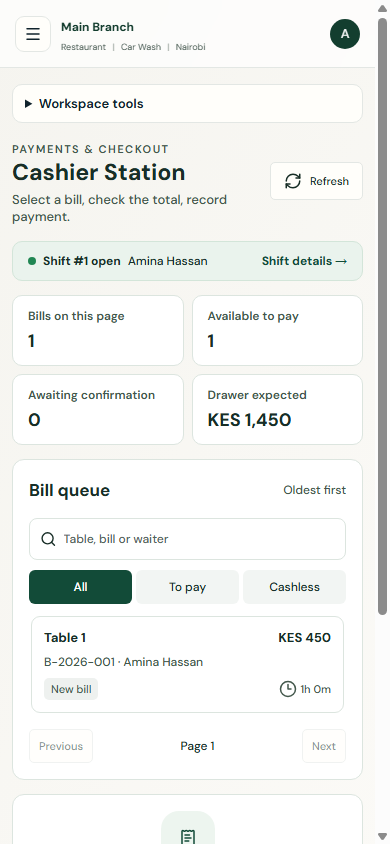 Main Branch
Restaurant | Car Wash | Nairobi
A
Workspace tools
PAYMENTS & CHECKOUT
Cashier Station
Select a bill, check the total, record
payment.
Refresh
Shift #1 open Amina Hassan Shift details →
Bills on this page
1
Available to pay
1
Awaiting confirmation
0
Drawer expected
KES 1,450
Bill queue Oldest first
Table, bill or waiter
All To pay Cashless
Table 1 KES 450
B-2026-001 · Amina Hassan
New bill 1h 0m
Previous Page 1 Next